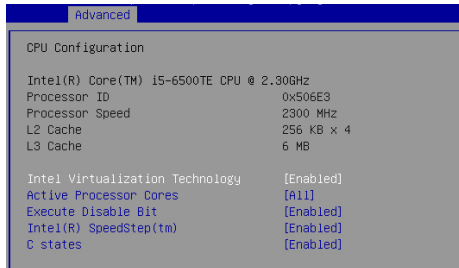 Advanced
CPU Configuration
Intel(R) Core(TM) i5-6500TE CPU @ 2.30GHz
Processor ID 0x506E3
Processor Speed 2300 MHz
L2 Cache 256 KB x 4
L3 Cache 6 MB
Intel Virtualization Technology [Enabled]
Active Processor Cores [All]
Execute Disable Bit [Enabled]
Intel(R) SpeedStep(tm) [Enabled]
C states [Enabled]